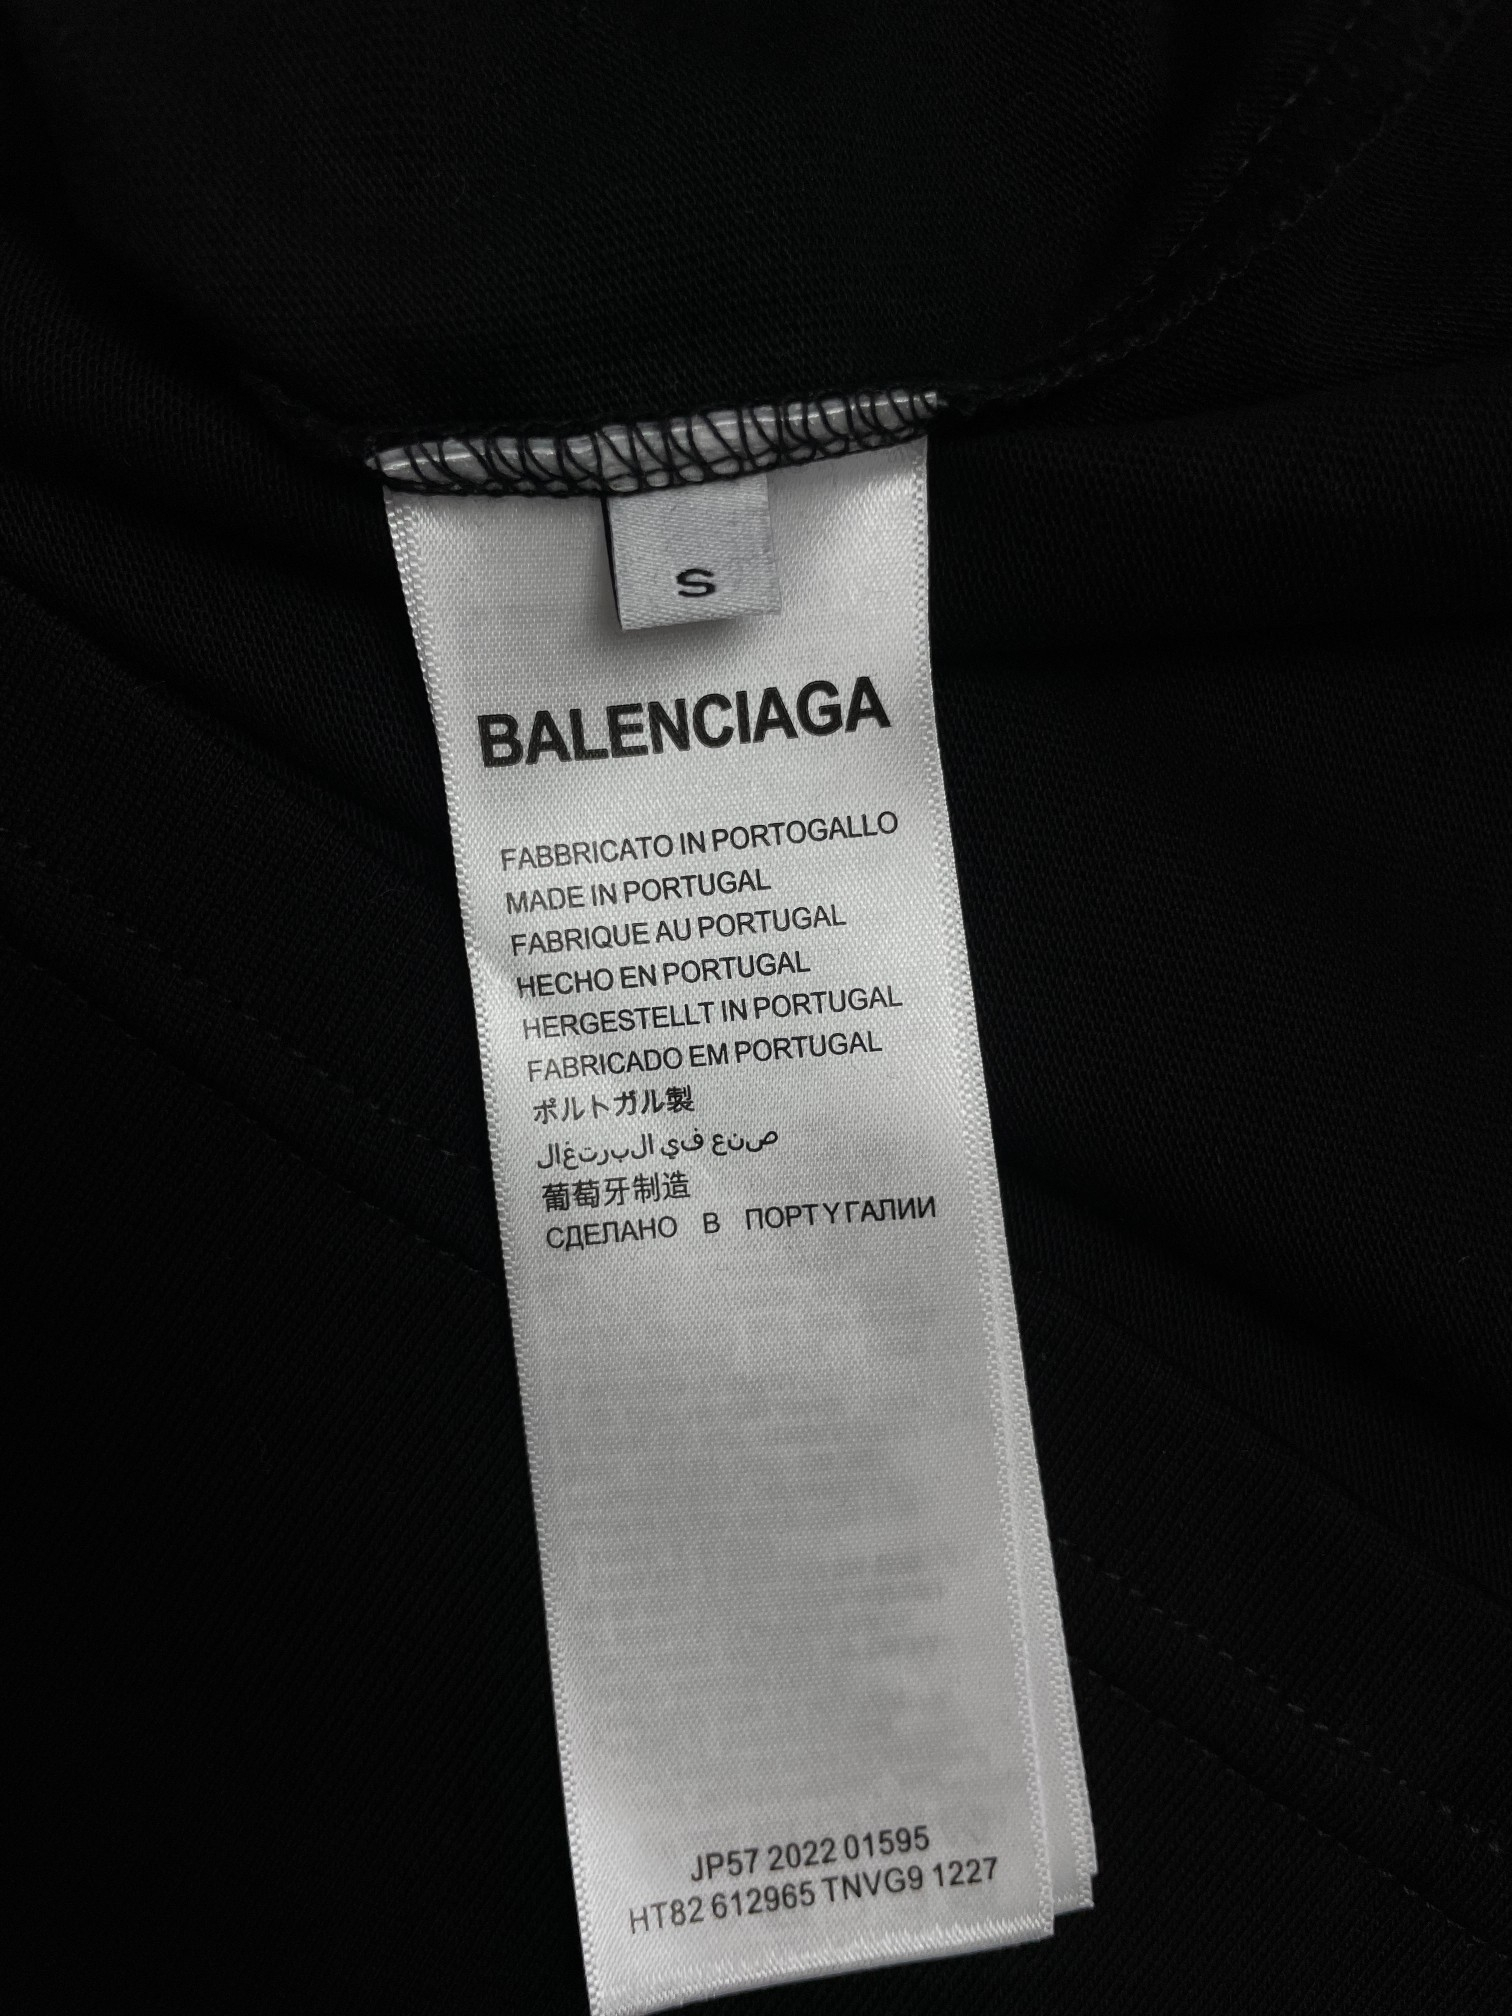 S
BALENCIAGA
FABBRICATO IN PORTOGALLO
MADE IN PORTUGAL
FABRIQUE AU PORTUGAL
HECHO EN PORTUGAL
HERGESTELLT IN PORTUGAL
FABRICADO EM PORTUGAL
ポルトガル製
صنع في البرتغال
葡萄牙制造
СДЕЛАНО В ПОРТУГАЛИИ
JP57 2022 01595
HT82 612965 TNVG9 1227